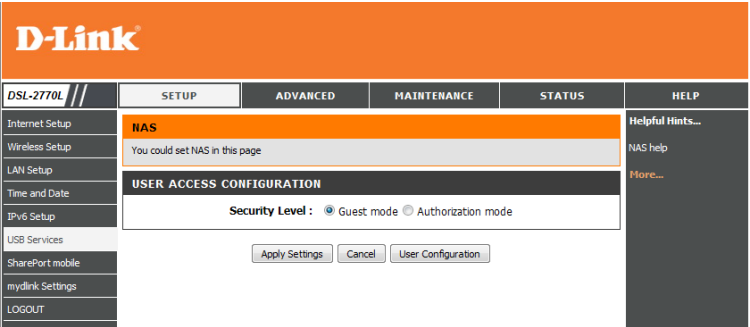 D-Link
DSL-2770L // SETUP ADVANCED MAINTENANCE STATUS HELP
Internet Setup
Wireless Setup
LAN Setup
Time and Date
IPv6 Setup
USB Services
SharePort mobile
mydlink Settings
LOGOUT
NAS
You could set NAS in this page
USER ACCESS CONFIGURATION
Security Level : Guest mode Authorization mode
Apply Settings Cancel User Configuration
Helpful Hints...
NAS help
More...